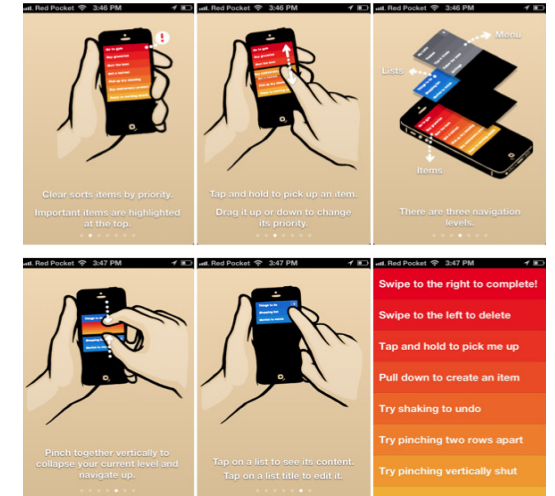 Red Pocket 3:46 PM
Clear sorts items by priority.
Important items are highlighted
at the top.
Red Pocket 3:46 PM
Tap and hold to pick up an item.
Drag it up or down to change
its priority.
Red Pocket 3:46 PM
Menu
Lists
Items
There are three navigation
levels.
Red Pocket 3:47 PM
Pinch together vertically to
collapse your current level and
navigate up.
Red Pocket 3:47 PM
Tap on a list to see its content.
Tap on a list title to edit it.
Red Pocket 3:47 PM
Swipe to the right to complete!
Swipe to the left to delete
Tap and hold to pick me up
Pull down to create an item
Try shaking to undo
Try pinching two rows apart
Try pinching vertically shut